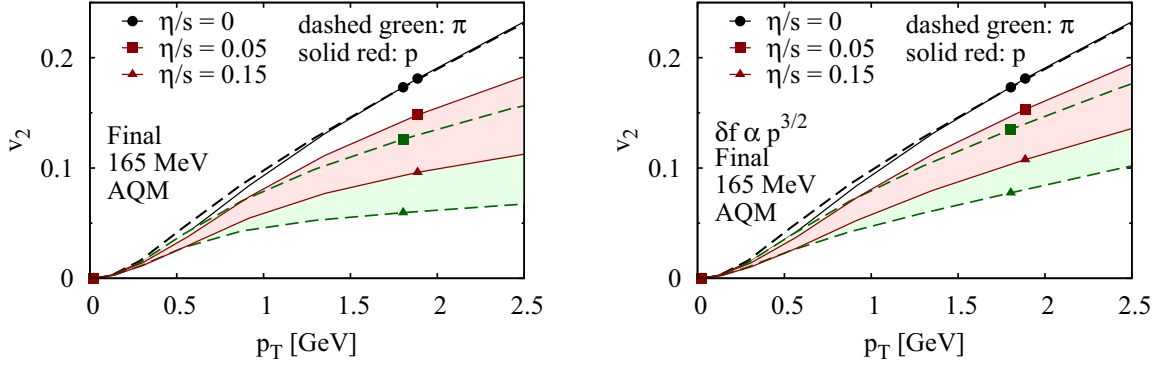 η/s = 0
η/s = 0.05
η/s = 0.15
dashed green: π
solid red: p
Final
165 MeV
AQM
v2
0.2
0.1
0
0
0.5
1
1.5
2
2.5
pT [GeV]
η/s = 0
η/s = 0.05
η/s = 0.15
dashed green: π
solid red: p
δf α p^3/2
Final
165 MeV
AQM
v2
0.2
0.1
0
0
0.5
1
1.5
2
2.5
pT [GeV]